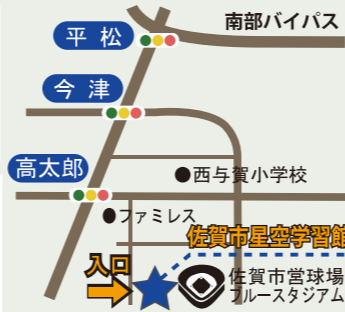 南部バイパス
平松
今津
高太郎
●西与賀小学校
●ファミレス
佐賀市星空学習館
入口
佐賀市営球場
ブルースタジアム